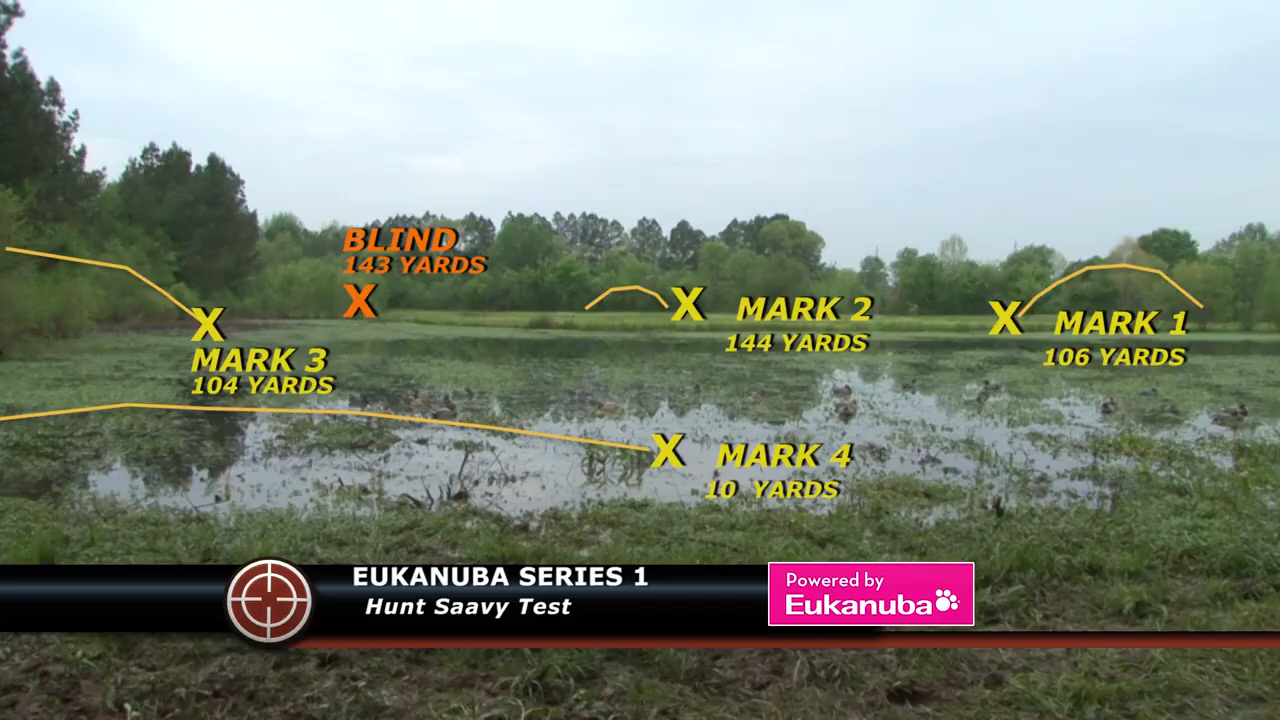 BLIND
143 YARDS
X
X
MARK 2
144 YARDS
X
MARK 1
106 YARDS
X
MARK 3
104 YARDS
X
MARK 4
10 YARDS
EUKANUBA SERIES 1
Hunt Saavy Test
Powered by
Eukanuba